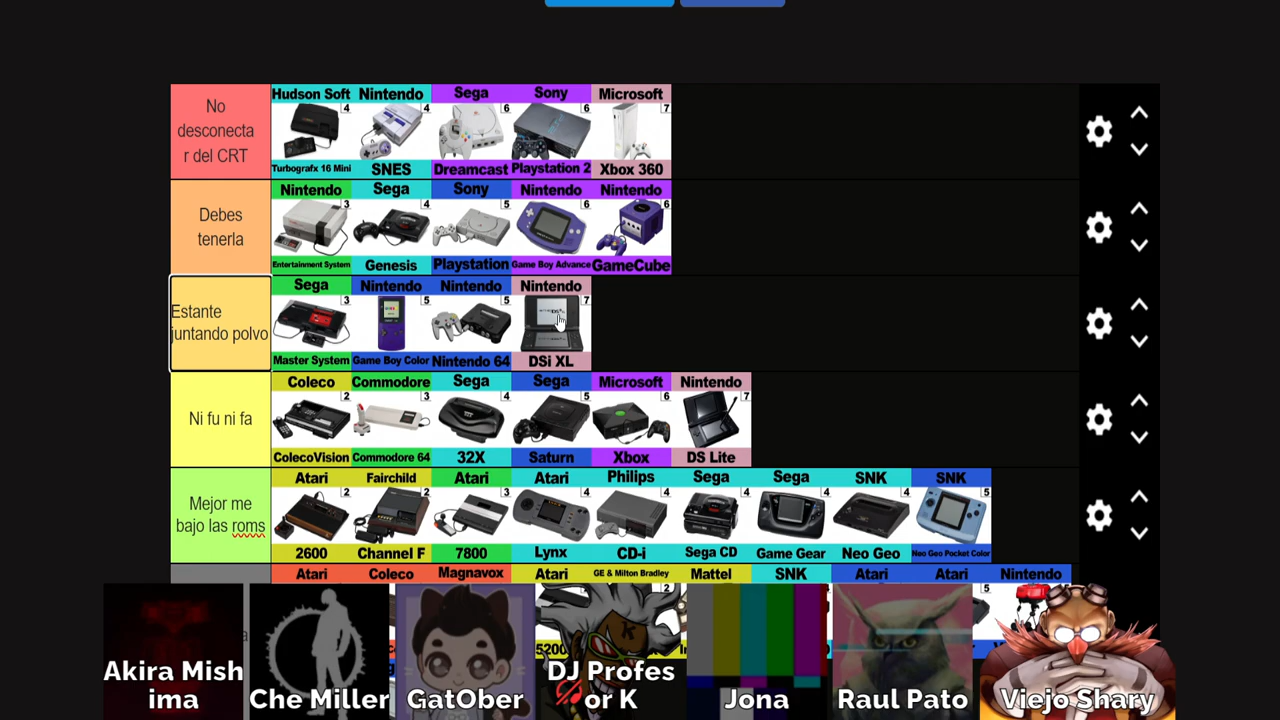 No
desconecta
r del CRT
Hudson Soft Nintendo Sega Sony Microsoft
4 4 6 6 7
Turbografx 16 Mini SNES Dreamcast Playstation 2 Xbox 360
Debes
tenerla
Nintendo Sega Sony Nintendo Nintendo
3 4 5 6 6
Entertainment System Genesis Playstation Game Boy Advance GameCube
Estante
juntando polvo
Sega Nintendo Nintendo Nintendo
3 5 5 7
Master System Game Boy Color Nintendo 64 DSi XL
Ni fu ni fa
Coleco Commodore Sega Sega Microsoft Nintendo
2 3 4 5 6 7
ColecoVision Commodore 64 32X Saturn Xbox DS Lite
Mejor me
bajo las roms
Atari Fairchild Atari Atari Philips Sega Sega SNK SNK
2 2 3 4 4 4 4 4 5
2600 Channel F 7800 Lynx CD-i Sega CD Game Gear Neo Geo Neo Geo Pocket Color
Atari Coleco Magnavox Atari GE & Milton Bradley Mattel SNK Atari Atari Nintendo
2
5200
Akira Mish
ima
Che Miller
GatOber
DJ Profes
or K
Jona
Raul Pato
Viejo Shary